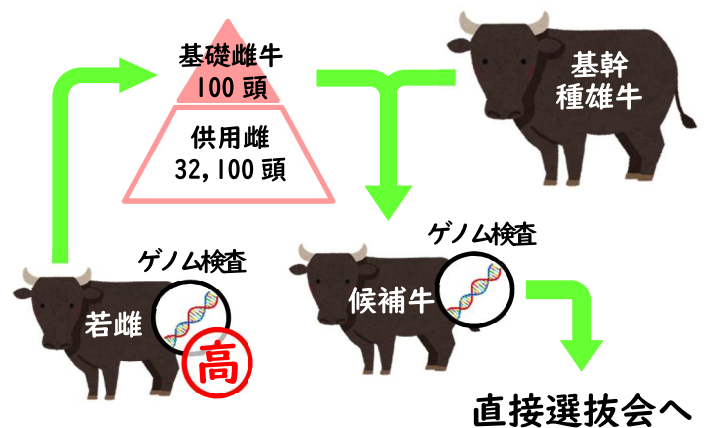 基礎雌牛
100頭
供用雌
32,100頭
基幹
種雄牛
ゲノム検査
若雌
高
ゲノム検査
候補牛
直接選抜会へ